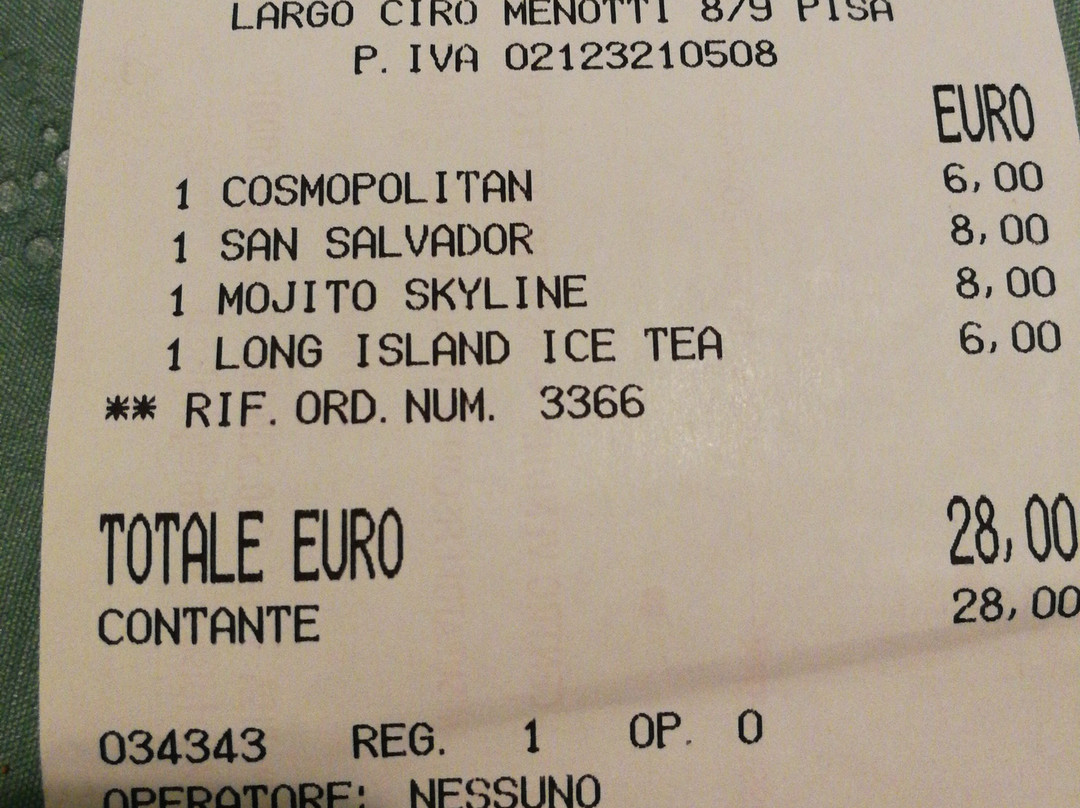 LARGO CIRO MENOTTI 8/9 PISA
P. IVA 02123210508
EURO
1 COSMOPOLITAN 6,00
1 SAN SALVADOR 8,00
1 MOJITO SKYLINE 8,00
1 LONG ISLAND ICE TEA 6,00
** RIF. ORD. NUM. 3366
TOTALE EURO 28,00
CONTANTE 28,00
034343 REG. 1 OP. 0
OPERATORE: NESSUNO